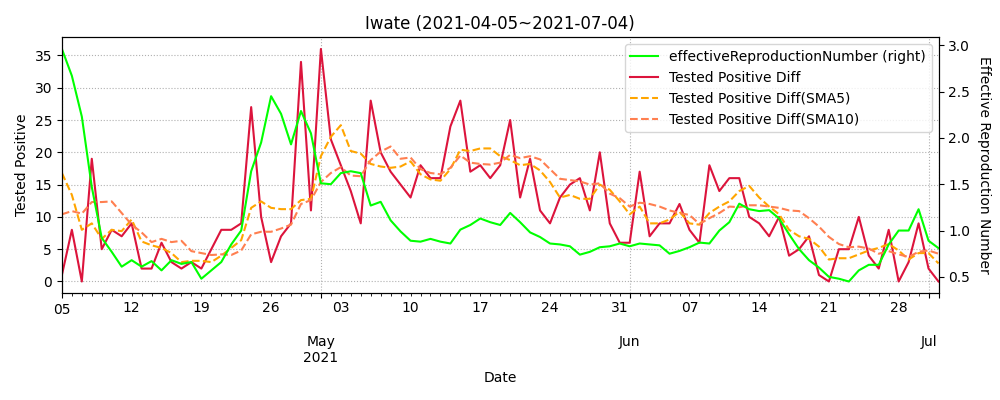 Iwate (2021-04-05~2021-07-04)
effectiveReproductionNumber (right)
Tested Positive Diff
Tested Positive Diff(SMA5)
Tested Positive Diff(SMA10)
Tested Positive
35
30
25
20
15
10
5
0
3.0
2.5
2.0
1.5
1.0
0.5
Effective Reproduction Number
05 12 19 26 03 10 17 24 31 07 14 21 28
May Jun Jul
2021
Date